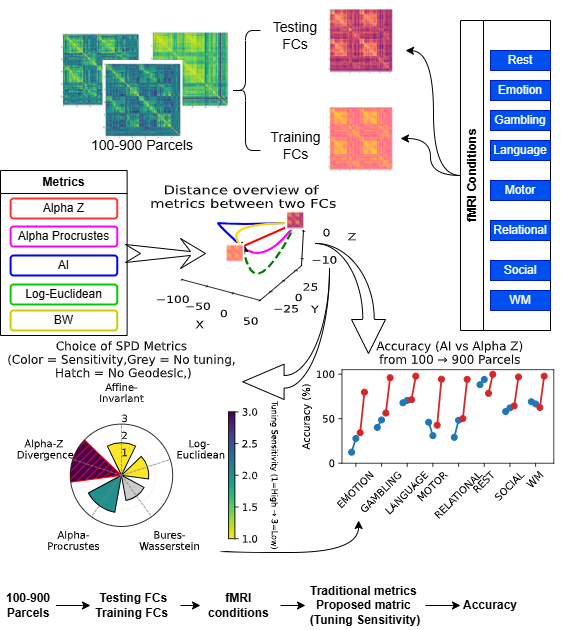 Testing
FCs
100-900 Parcels
Training
FCs
fMRI Conditions
Rest
Emotion
Gambling
Language
Motor
Relational
Social
WM
Metrics
Alpha Z
Alpha Procrustes
AI
Log-Euclidean
BW
Distance overview of
metrics between two FCs
0
−10
Z
−100
−50
0
50
X
−25
0
25
Y
Choice of SPD Metrics
(Color = Sensitivity,Grey = No tuning,
Hatch = No Geodesic,)
Affine-
Invariant
Alpha-Z
Divergence
Log-
Euclidean
Alpha-
Procrustes
Bures-
Wasserstein
3
2
1
3.0
2.5
2.0
1.5
1.0
Tuning Sensitivity (1=High → 3=Low)
Accuracy (AI vs Alpha Z)
from 100 → 900 Parcels
Accuracy (%)
100
50
0
EMOTION
GAMBLING
LANGUAGE
MOTOR
RELATIONAL
REST
SOCIAL
WM
100-900
Parcels
Testing FCs
Training FCs
fMRI
conditions
Traditional metrics
Proposed matric
(Tuning Sensitivity)
Accuracy